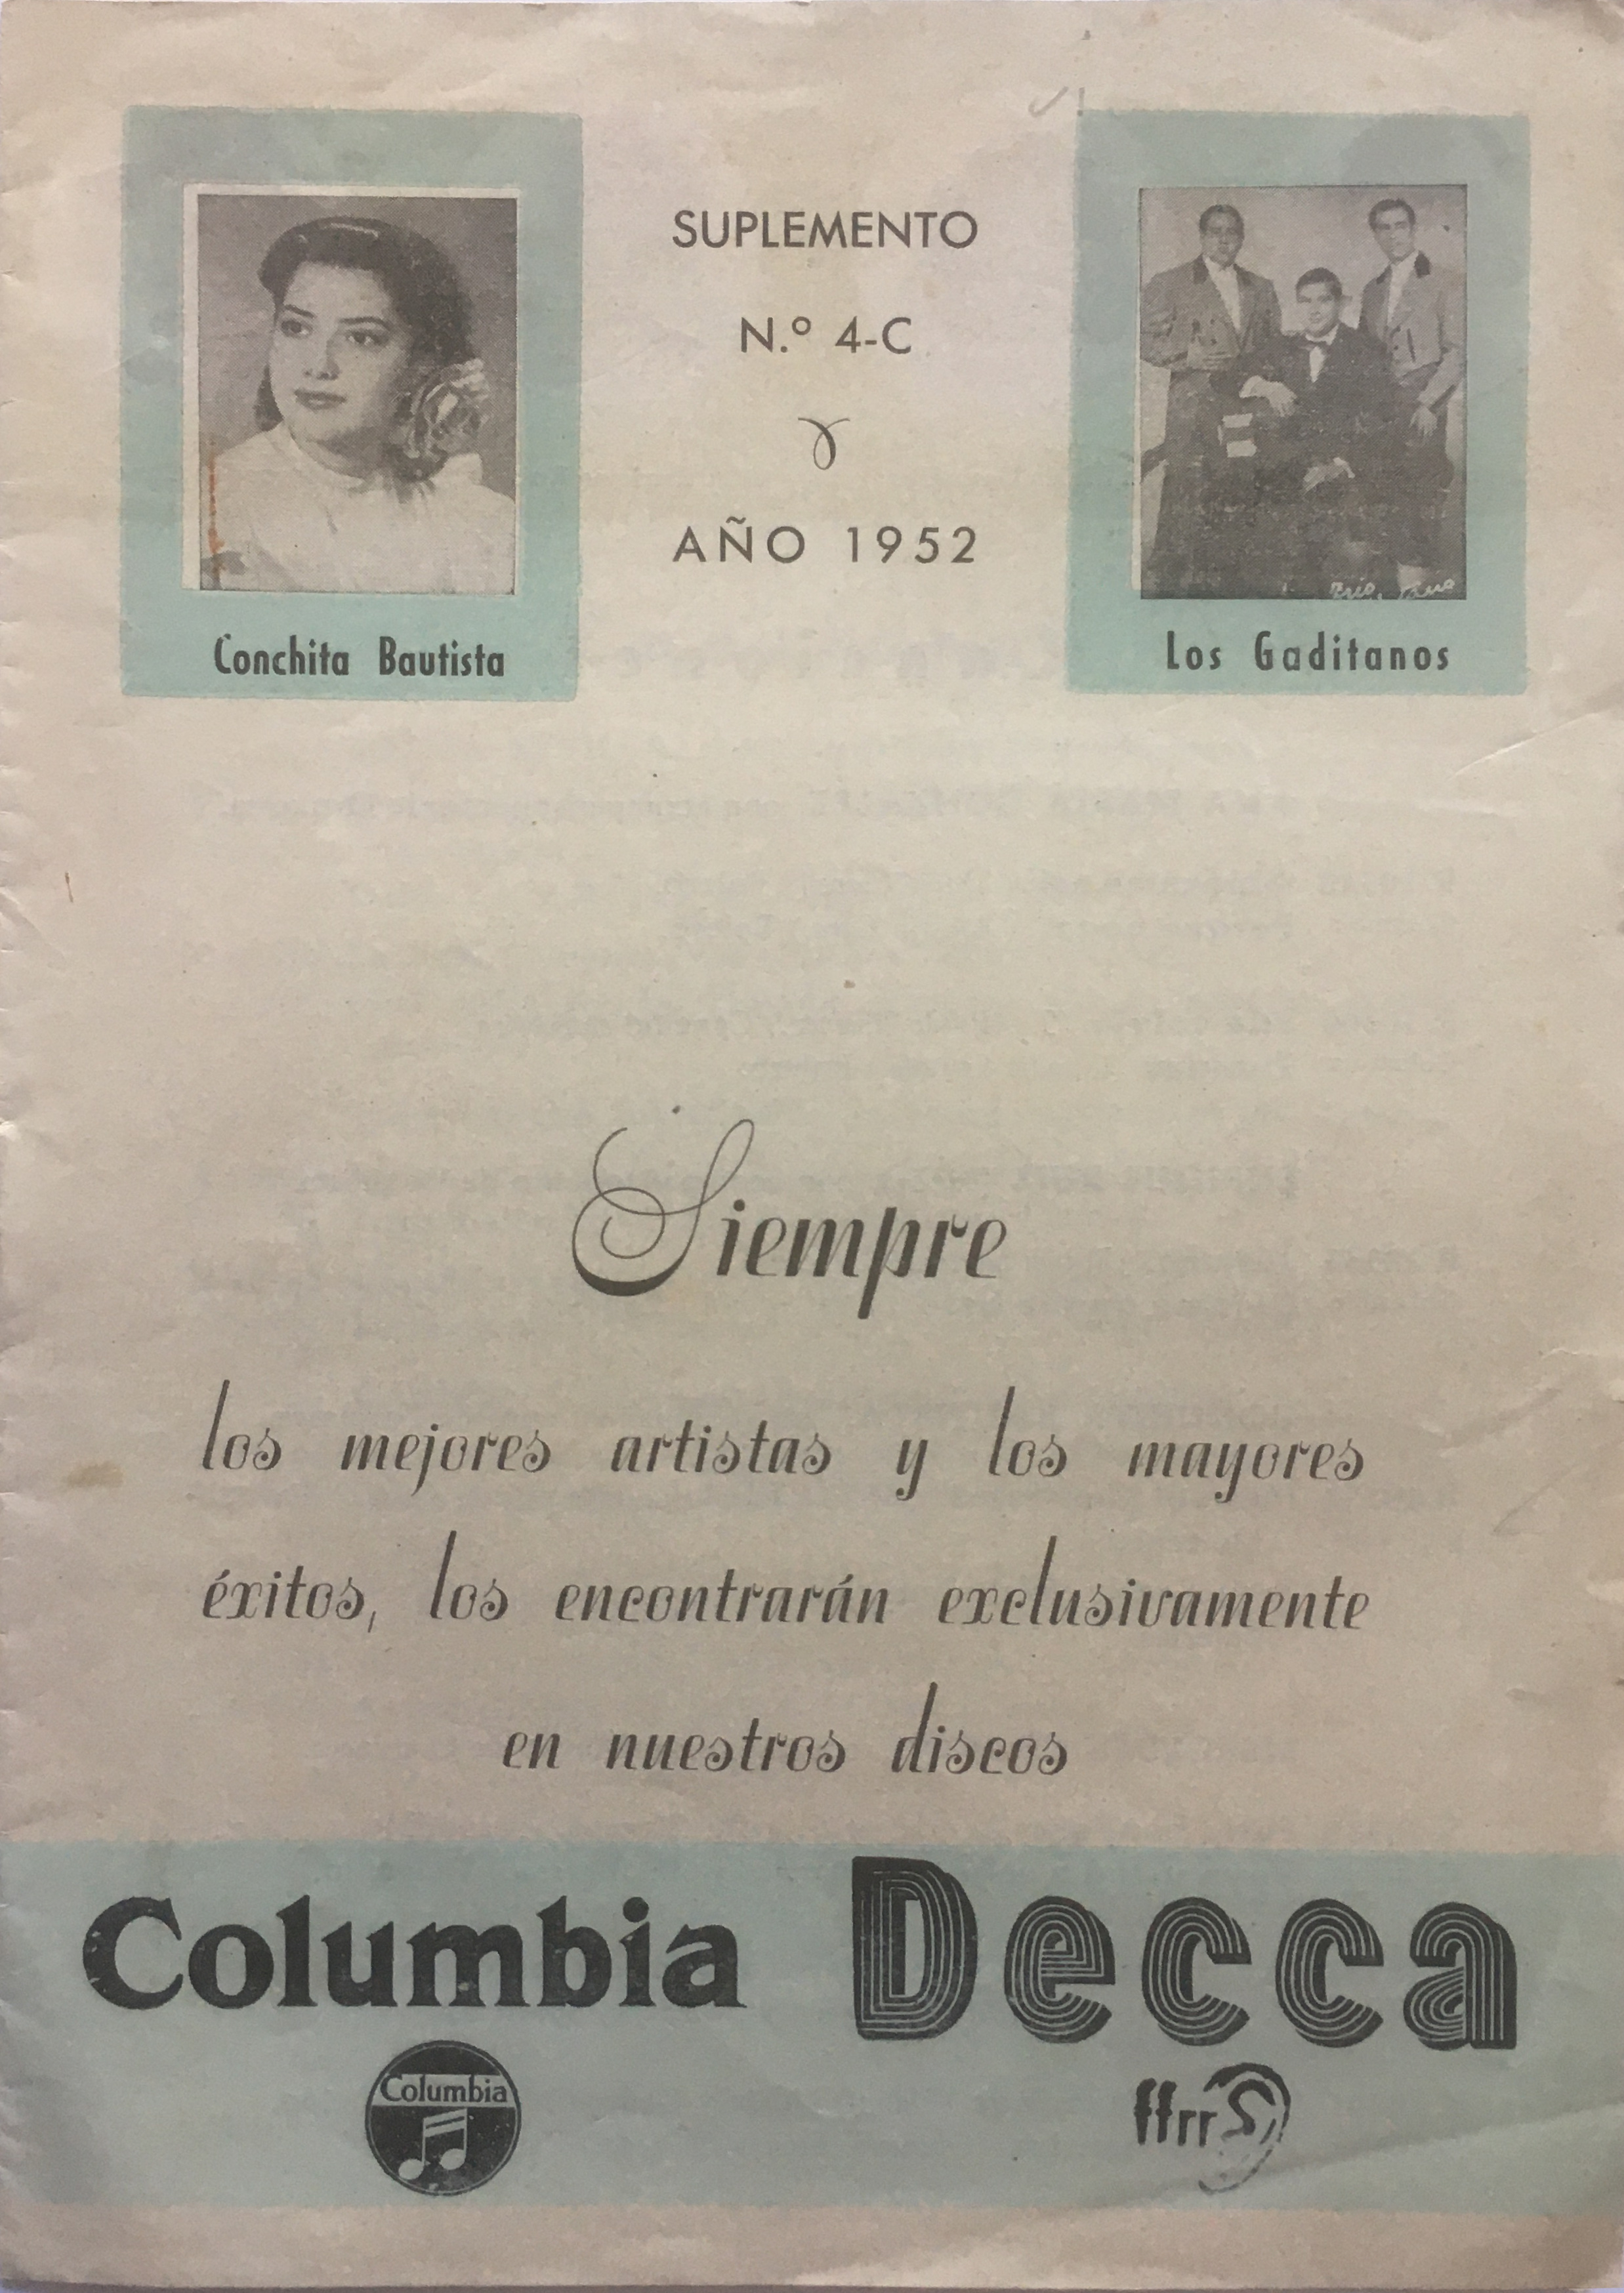 SUPLEMENTO
N.º 4-C
AÑO 1952
Conchita Bautista
Los Gaditanos
Siempre
los mejores artistas y los mayores
éxitos, los encontrarán exclusivamente
en nuestros discos
Columbia Decca
Columbia
ffrr